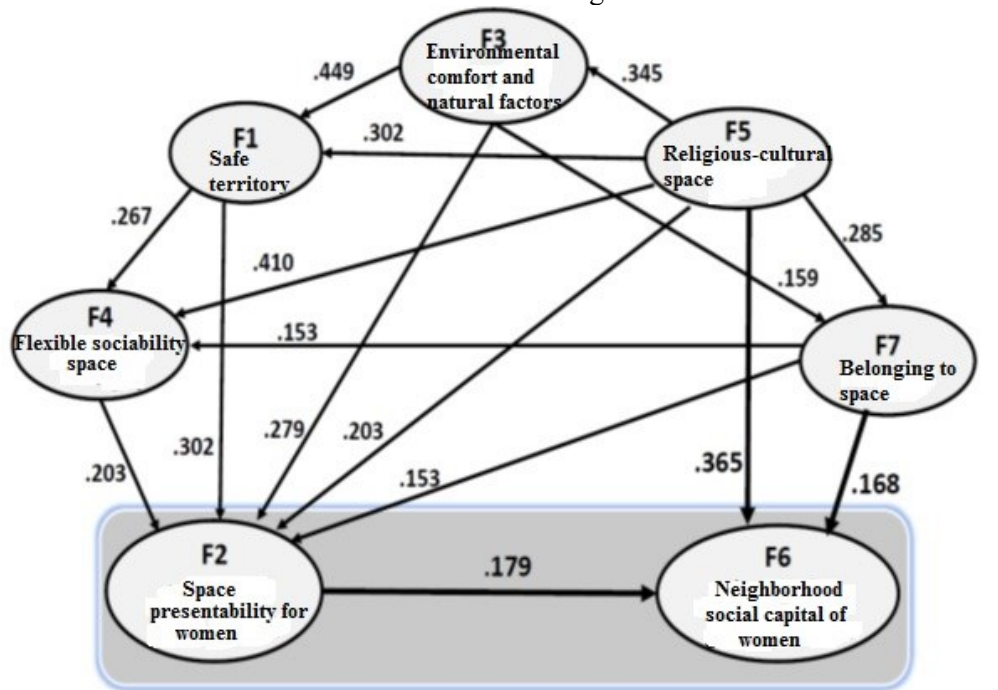 F3
Environmental
comfort and
natural factors
.449
.345
F1
Safe
territory
.302
F5
Religious-cultural
space
.267
.410
.285
.159
F4
Flexible sociability
space
.153
F7
Belonging to
space
.203
.302
.279
.203
.153
.365
.168
F2
Space
presentability for
women
.179
F6
Neighborhood
social capital of
women